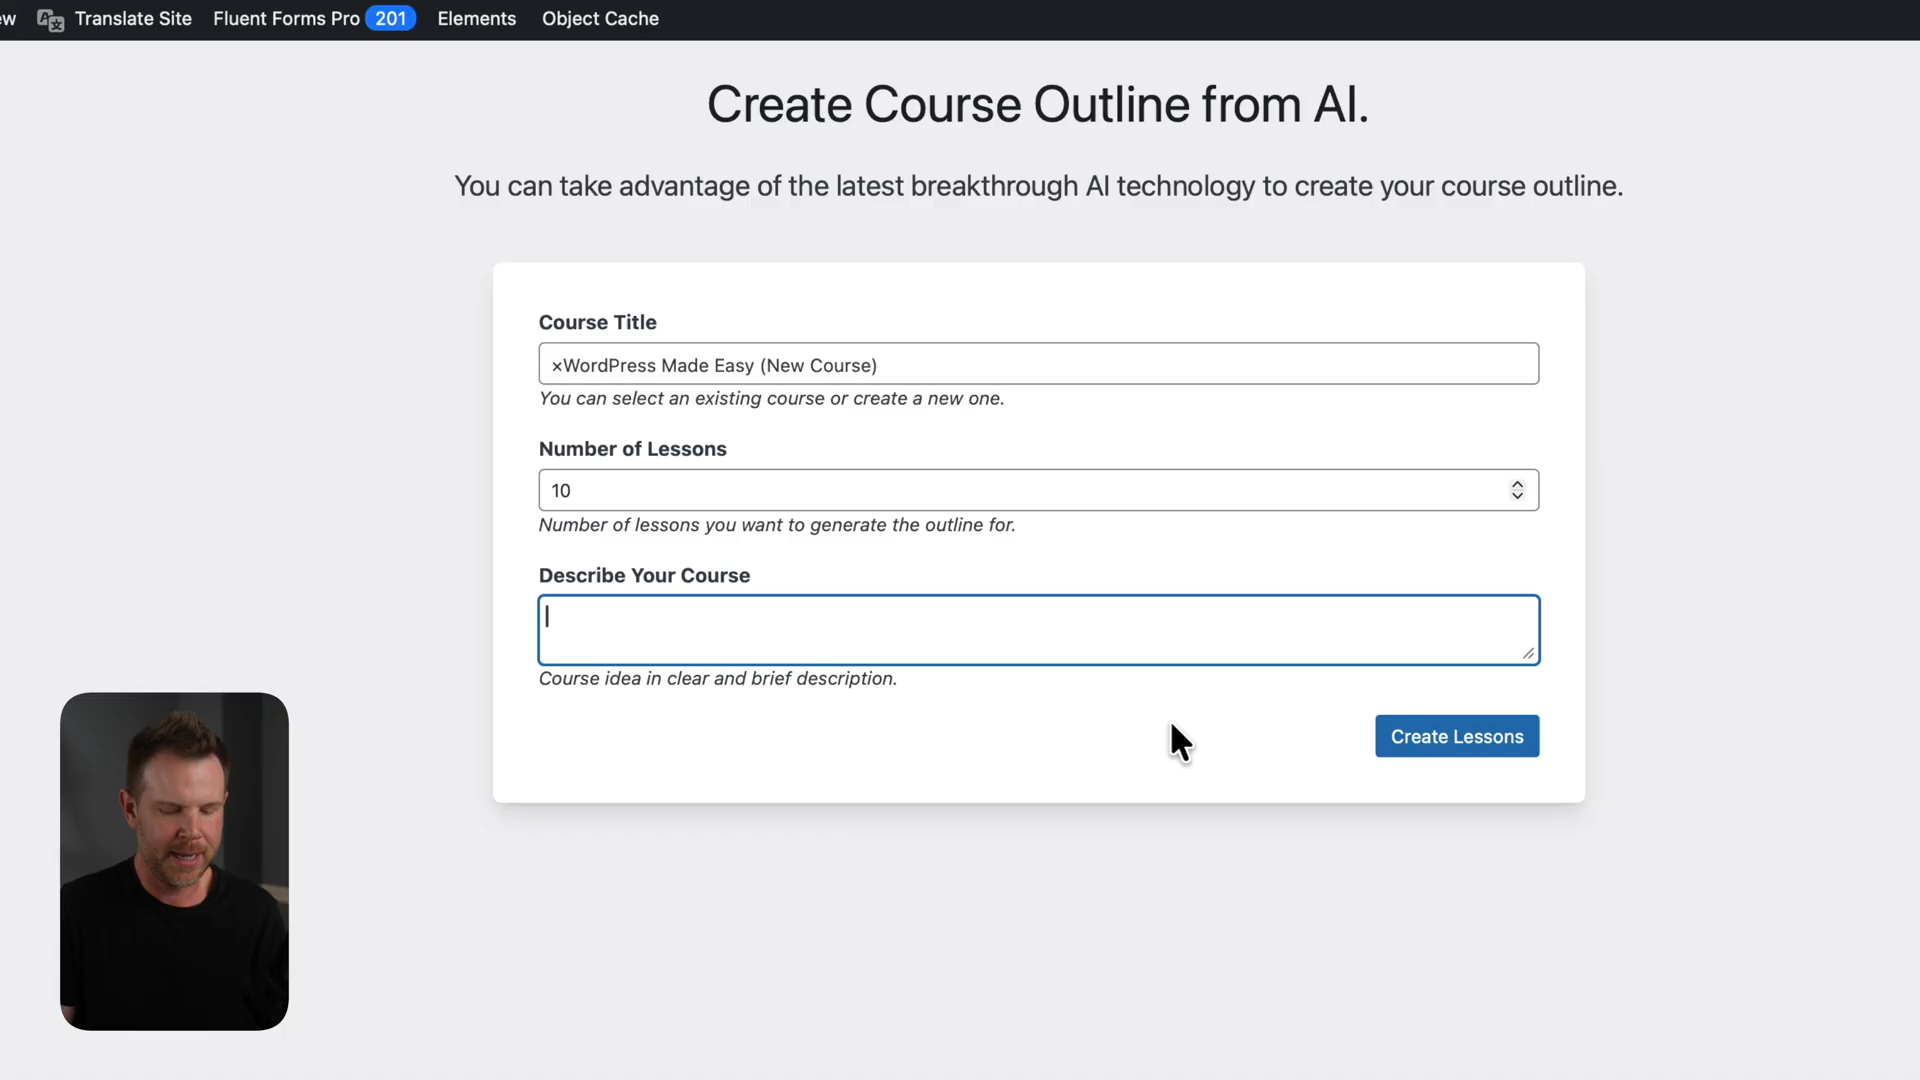 ew Translate Site Fluent Forms Pro 201 Elements Object Cache
Create Course Outline from AI.
You can take advantage of the latest breakthrough AI technology to create your course outline.
Course Title
×WordPress Made Easy (New Course)
You can select an existing course or create a new one.
Number of Lessons
10
Number of lessons you want to generate the outline for.
Describe Your Course
Course idea in clear and brief description.
Create Lessons